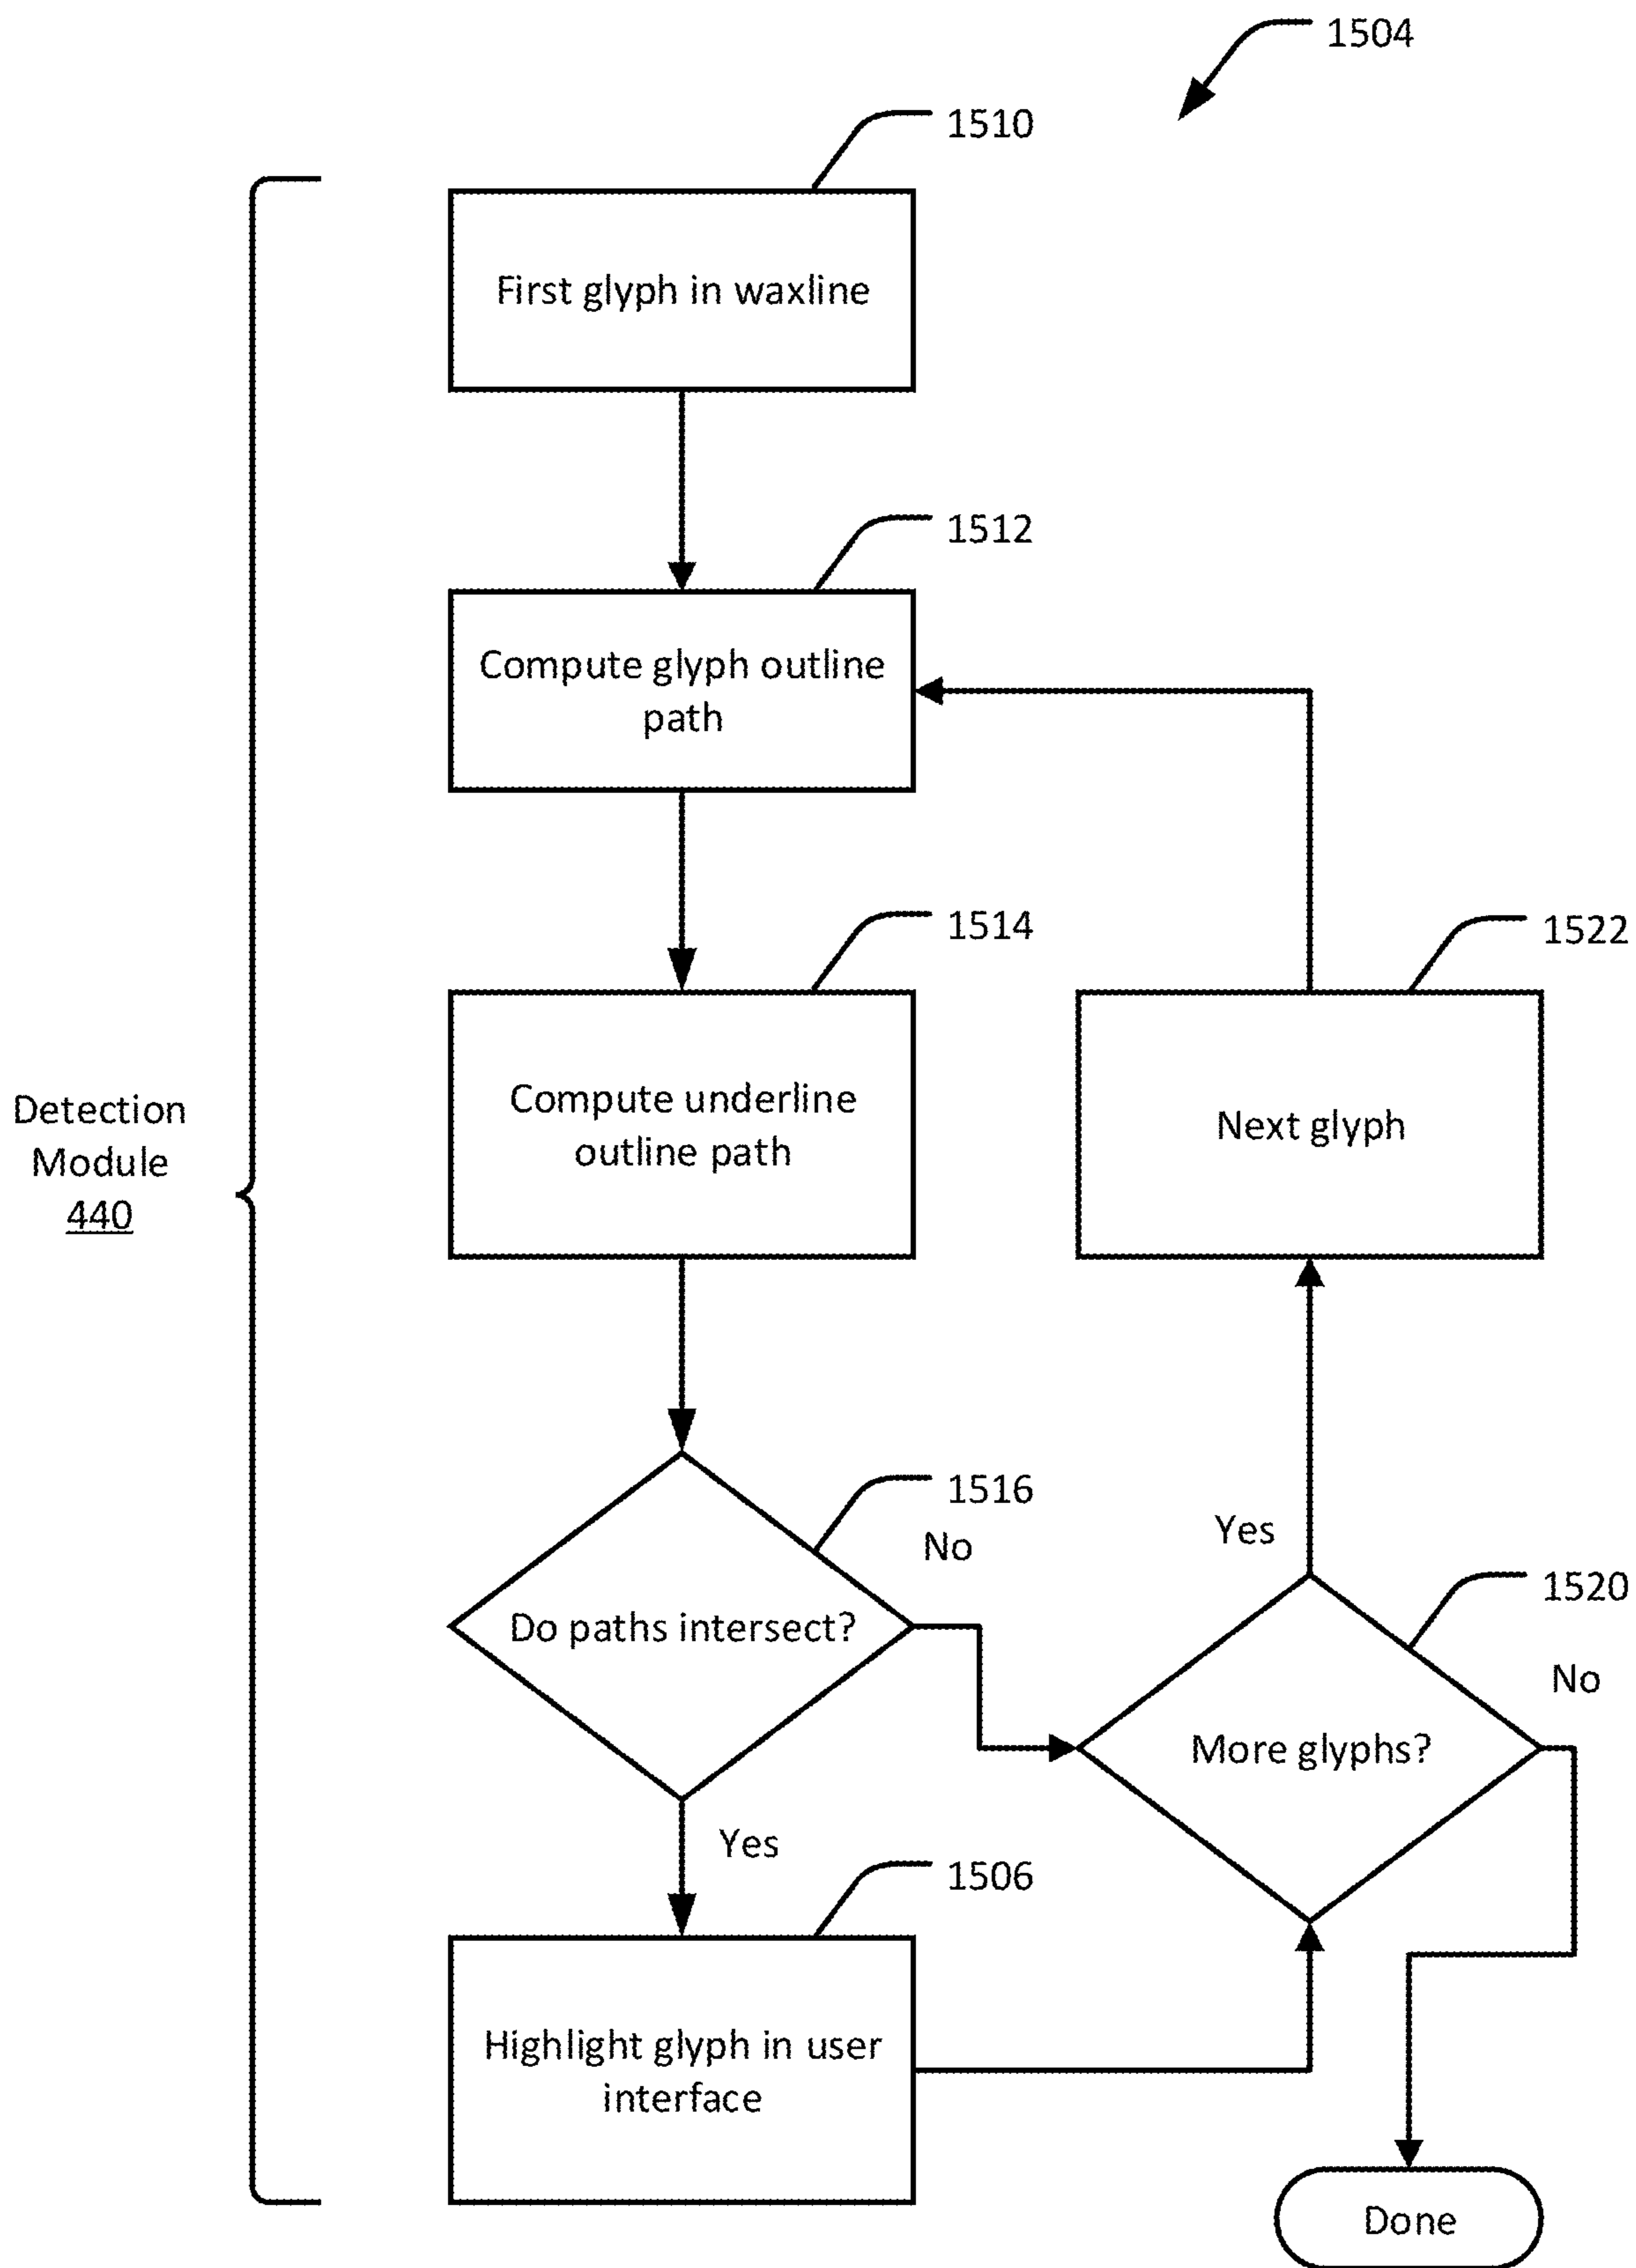 1504
1510
First glyph in waxline
1512
Compute glyph outline
path
1514
Compute underline
outline path
1522
Next glyph
Detection
Module
440
1516
No
Do paths intersect?
Yes
1520
No
More glyphs?
Yes
1506
Highlight glyph in user
interface
Done